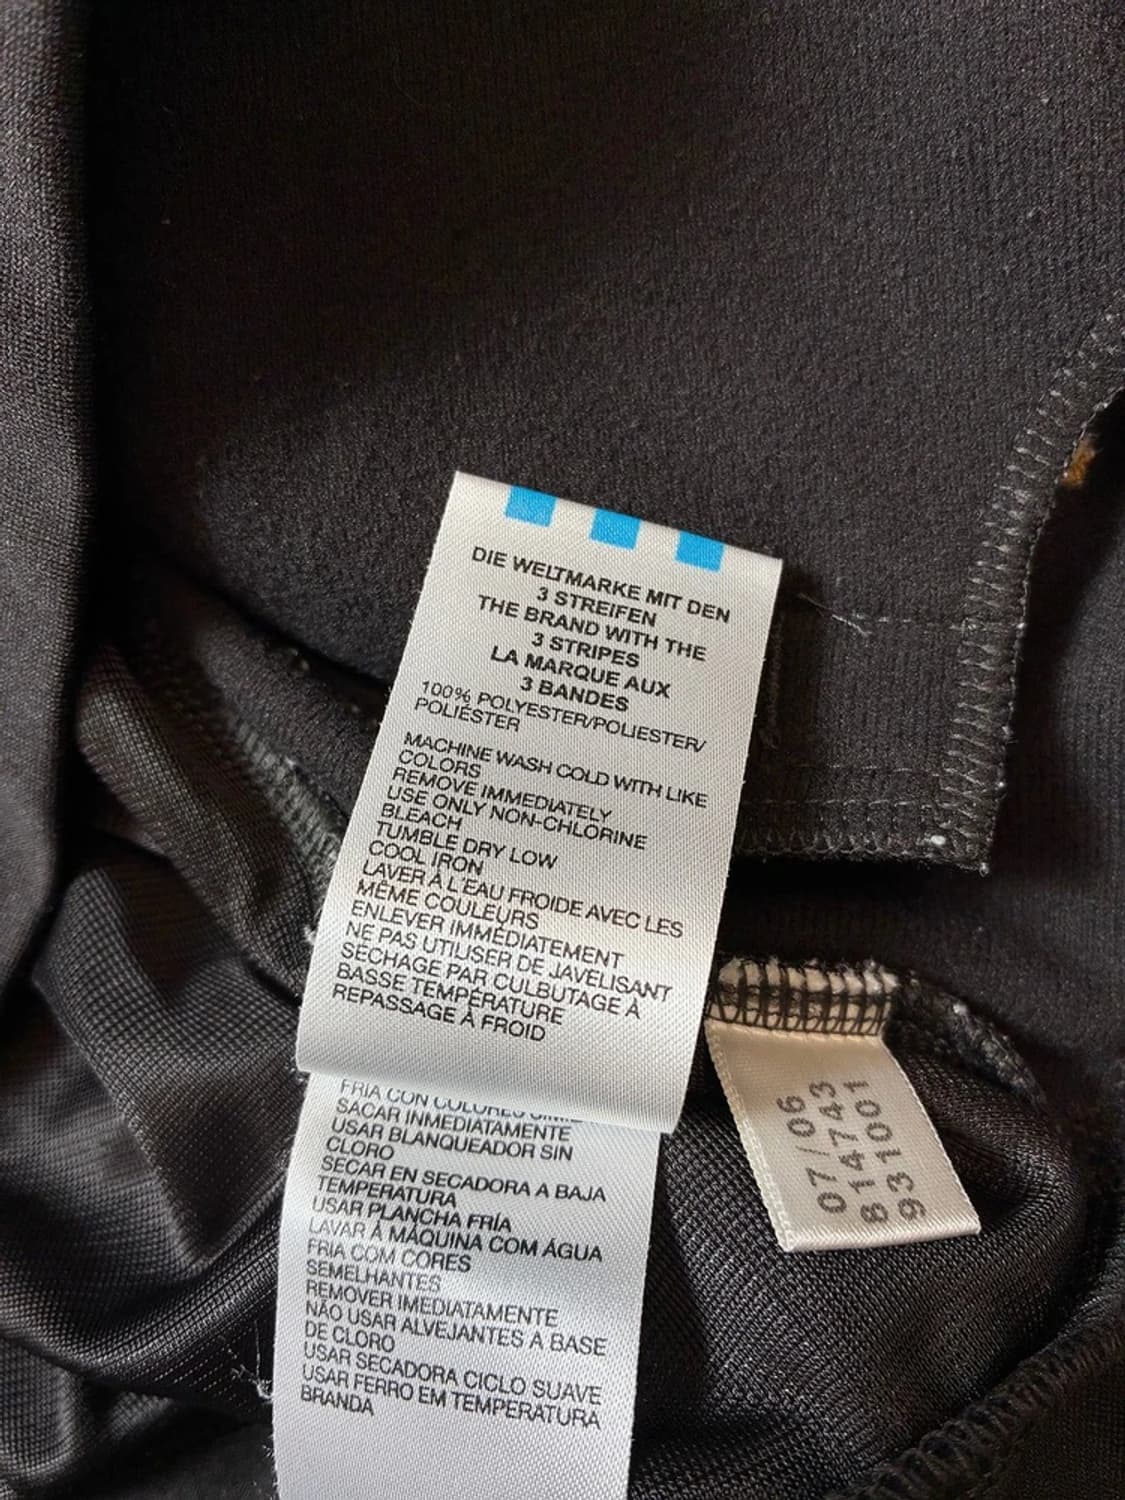 DIE WELTMARKE MIT DEN
3 STREIFEN
THE BRAND WITH THE
3 STRIPES
LA MARQUE AUX
3 BANDES
100% POLYESTER/POLIESTER/
POLIÉSTER
MACHINE WASH COLD WITH LIKE
COLORS
REMOVE IMMEDIATELY
USE ONLY NON-CHLORINE
BLEACH
TUMBLE DRY LOW
COOL IRON
LAVER À L'EAU FROIDE AVEC LES
MÊME COULEURS
ENLEVER IMMÉDIATEMENT
NE PAS UTILISER DE JAVELISANT
SÉCHAGE PAR CULBUTAGE À
BASSE TEMPÉRATURE
REPASSAGE À FROID
FRIA CON COLORES
SACAR INMEDIATAMENTE
USAR BLANQUEADOR SIN
CLORO
SECAR EN SECADORA A BAJA
TEMPERATURA
USAR PLANCHA FRÍA
LAVAR À MÁQUINA COM ÁGUA
FRIA COM CORES
SEMELHANTES
REMOVER IMEDIATAMENTE
NÃO USAR ALVEJANTES A BASE
DE CLORO
USAR SECADORA CICLO SUAVE
USAR FERRO EM TEMPERATURA
BRANDA
07/06
814743
931001